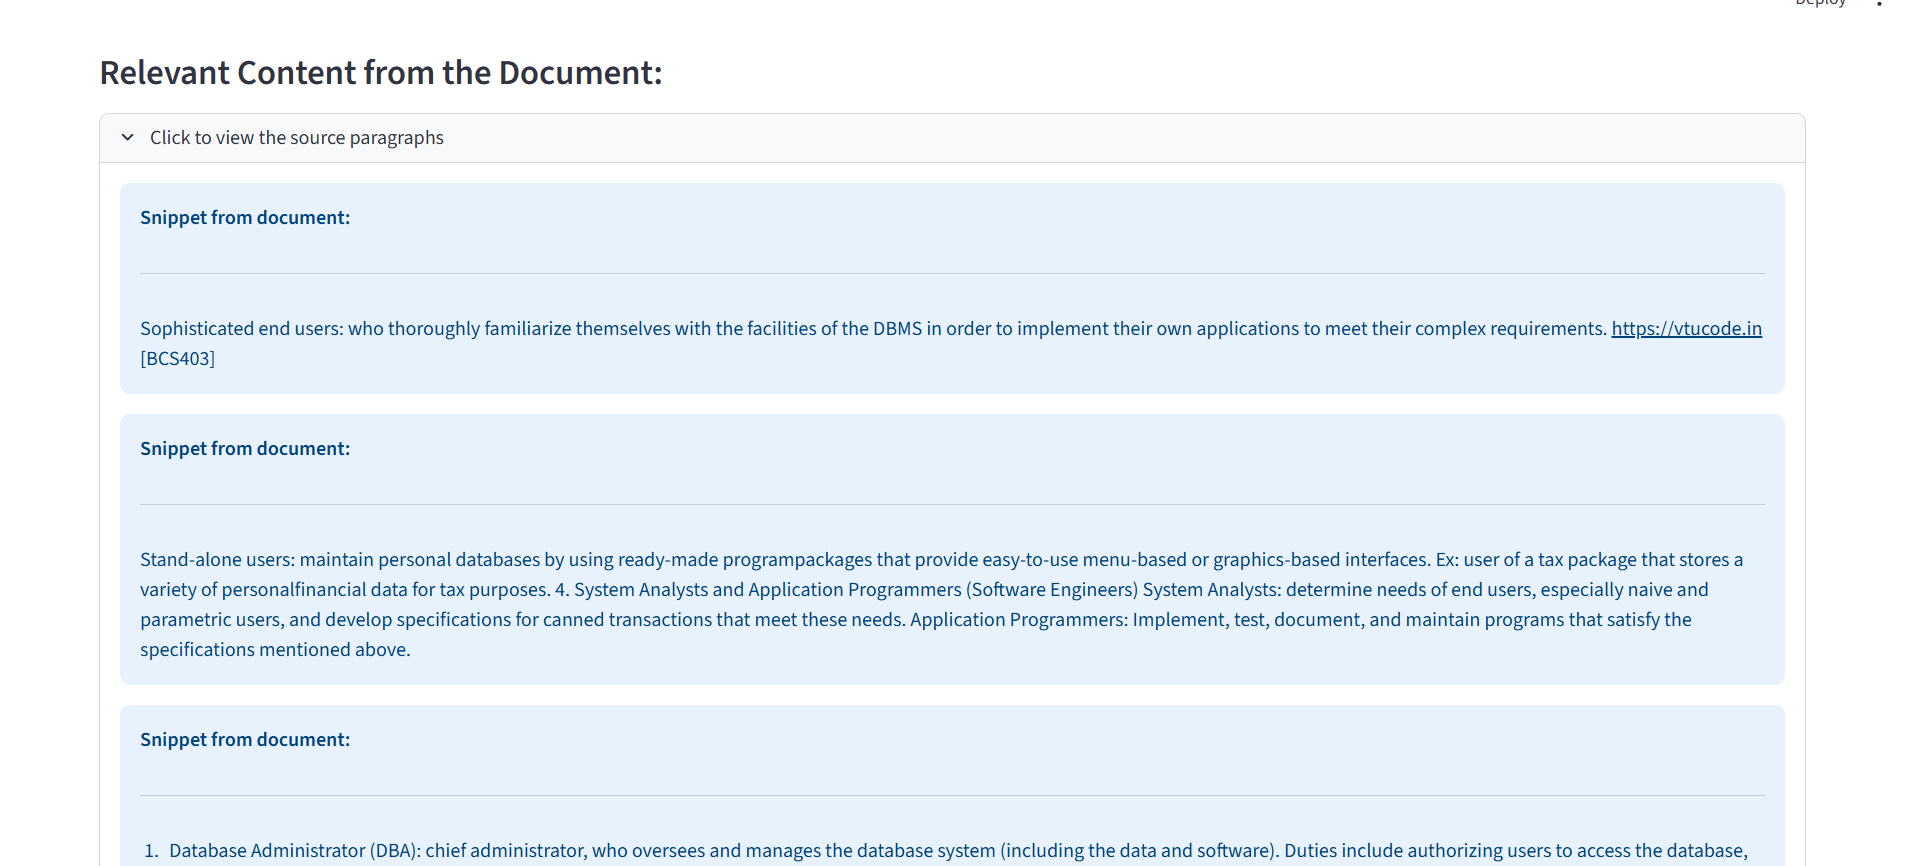 Deploy
Relevant Content from the Document:
Click to view the source paragraphs
Snippet from document:
Sophisticated end users: who thoroughly familiarize themselves with the facilities of the DBMS in order to implement their own applications to meet their complex requirements. https://vtucode.in
[BCS403]
Snippet from document:
Stand-alone users: maintain personal databases by using ready-made programpackages that provide easy-to-use menu-based or graphics-based interfaces. Ex: user of a tax package that stores a
variety of personalfinancial data for tax purposes. 4. System Analysts and Application Programmers (Software Engineers) System Analysts: determine needs of end users, especially naive and
parametric users, and develop specifications for canned transactions that meet these needs. Application Programmers: Implement, test, document, and maintain programs that satisfy the
specifications mentioned above.
Snippet from document:
1. Database Administrator (DBA): chief administrator, who oversees and manages the database system (including the data and software). Duties include authorizing users to access the database,